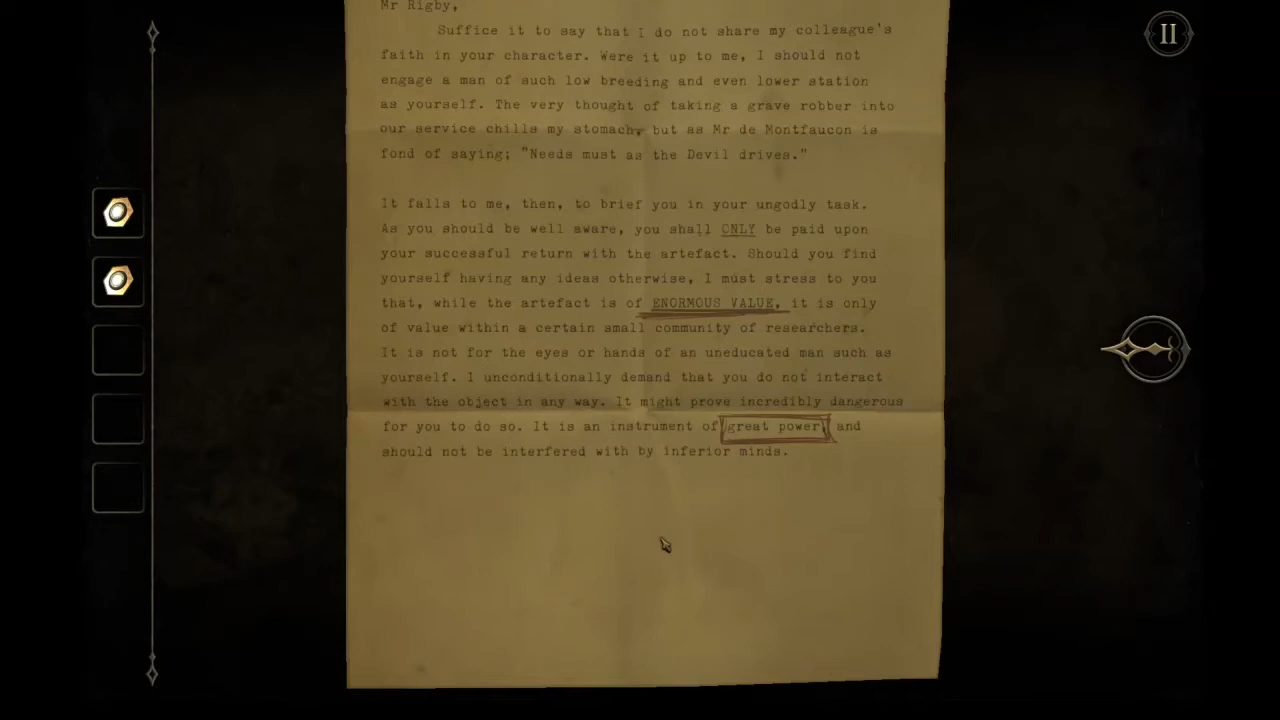 Mr Rigby,
Suffice it to say that I do not share my colleague's
faith in your character. Were it up to me, I should not
engage a man of such low breeding and even lower station
as yourself. The very thought of taking a grave robber into
our service chills my stomach, but as Mr de Montfaucon is
fond of saying; "Needs must as the Devil drives."
It falls to me, then, to brief you in your ungodly task.
As you should be well aware, you shall ONLY be paid upon
your successful return with the artefact. Should you find
yourself having any ideas otherwise, I must stress to you
that, while the artefact is of ENORMOUS VALUE, it is only
of value within a certain small community of researchers.
It is not for the eyes or hands of an uneducated man such as
yourself. I unconditionally demand that you do not interact
with the object in any way. It might prove incredibly dangerous
for you to do so. It is an instrument of great power, and
should not be interfered with by inferior minds.